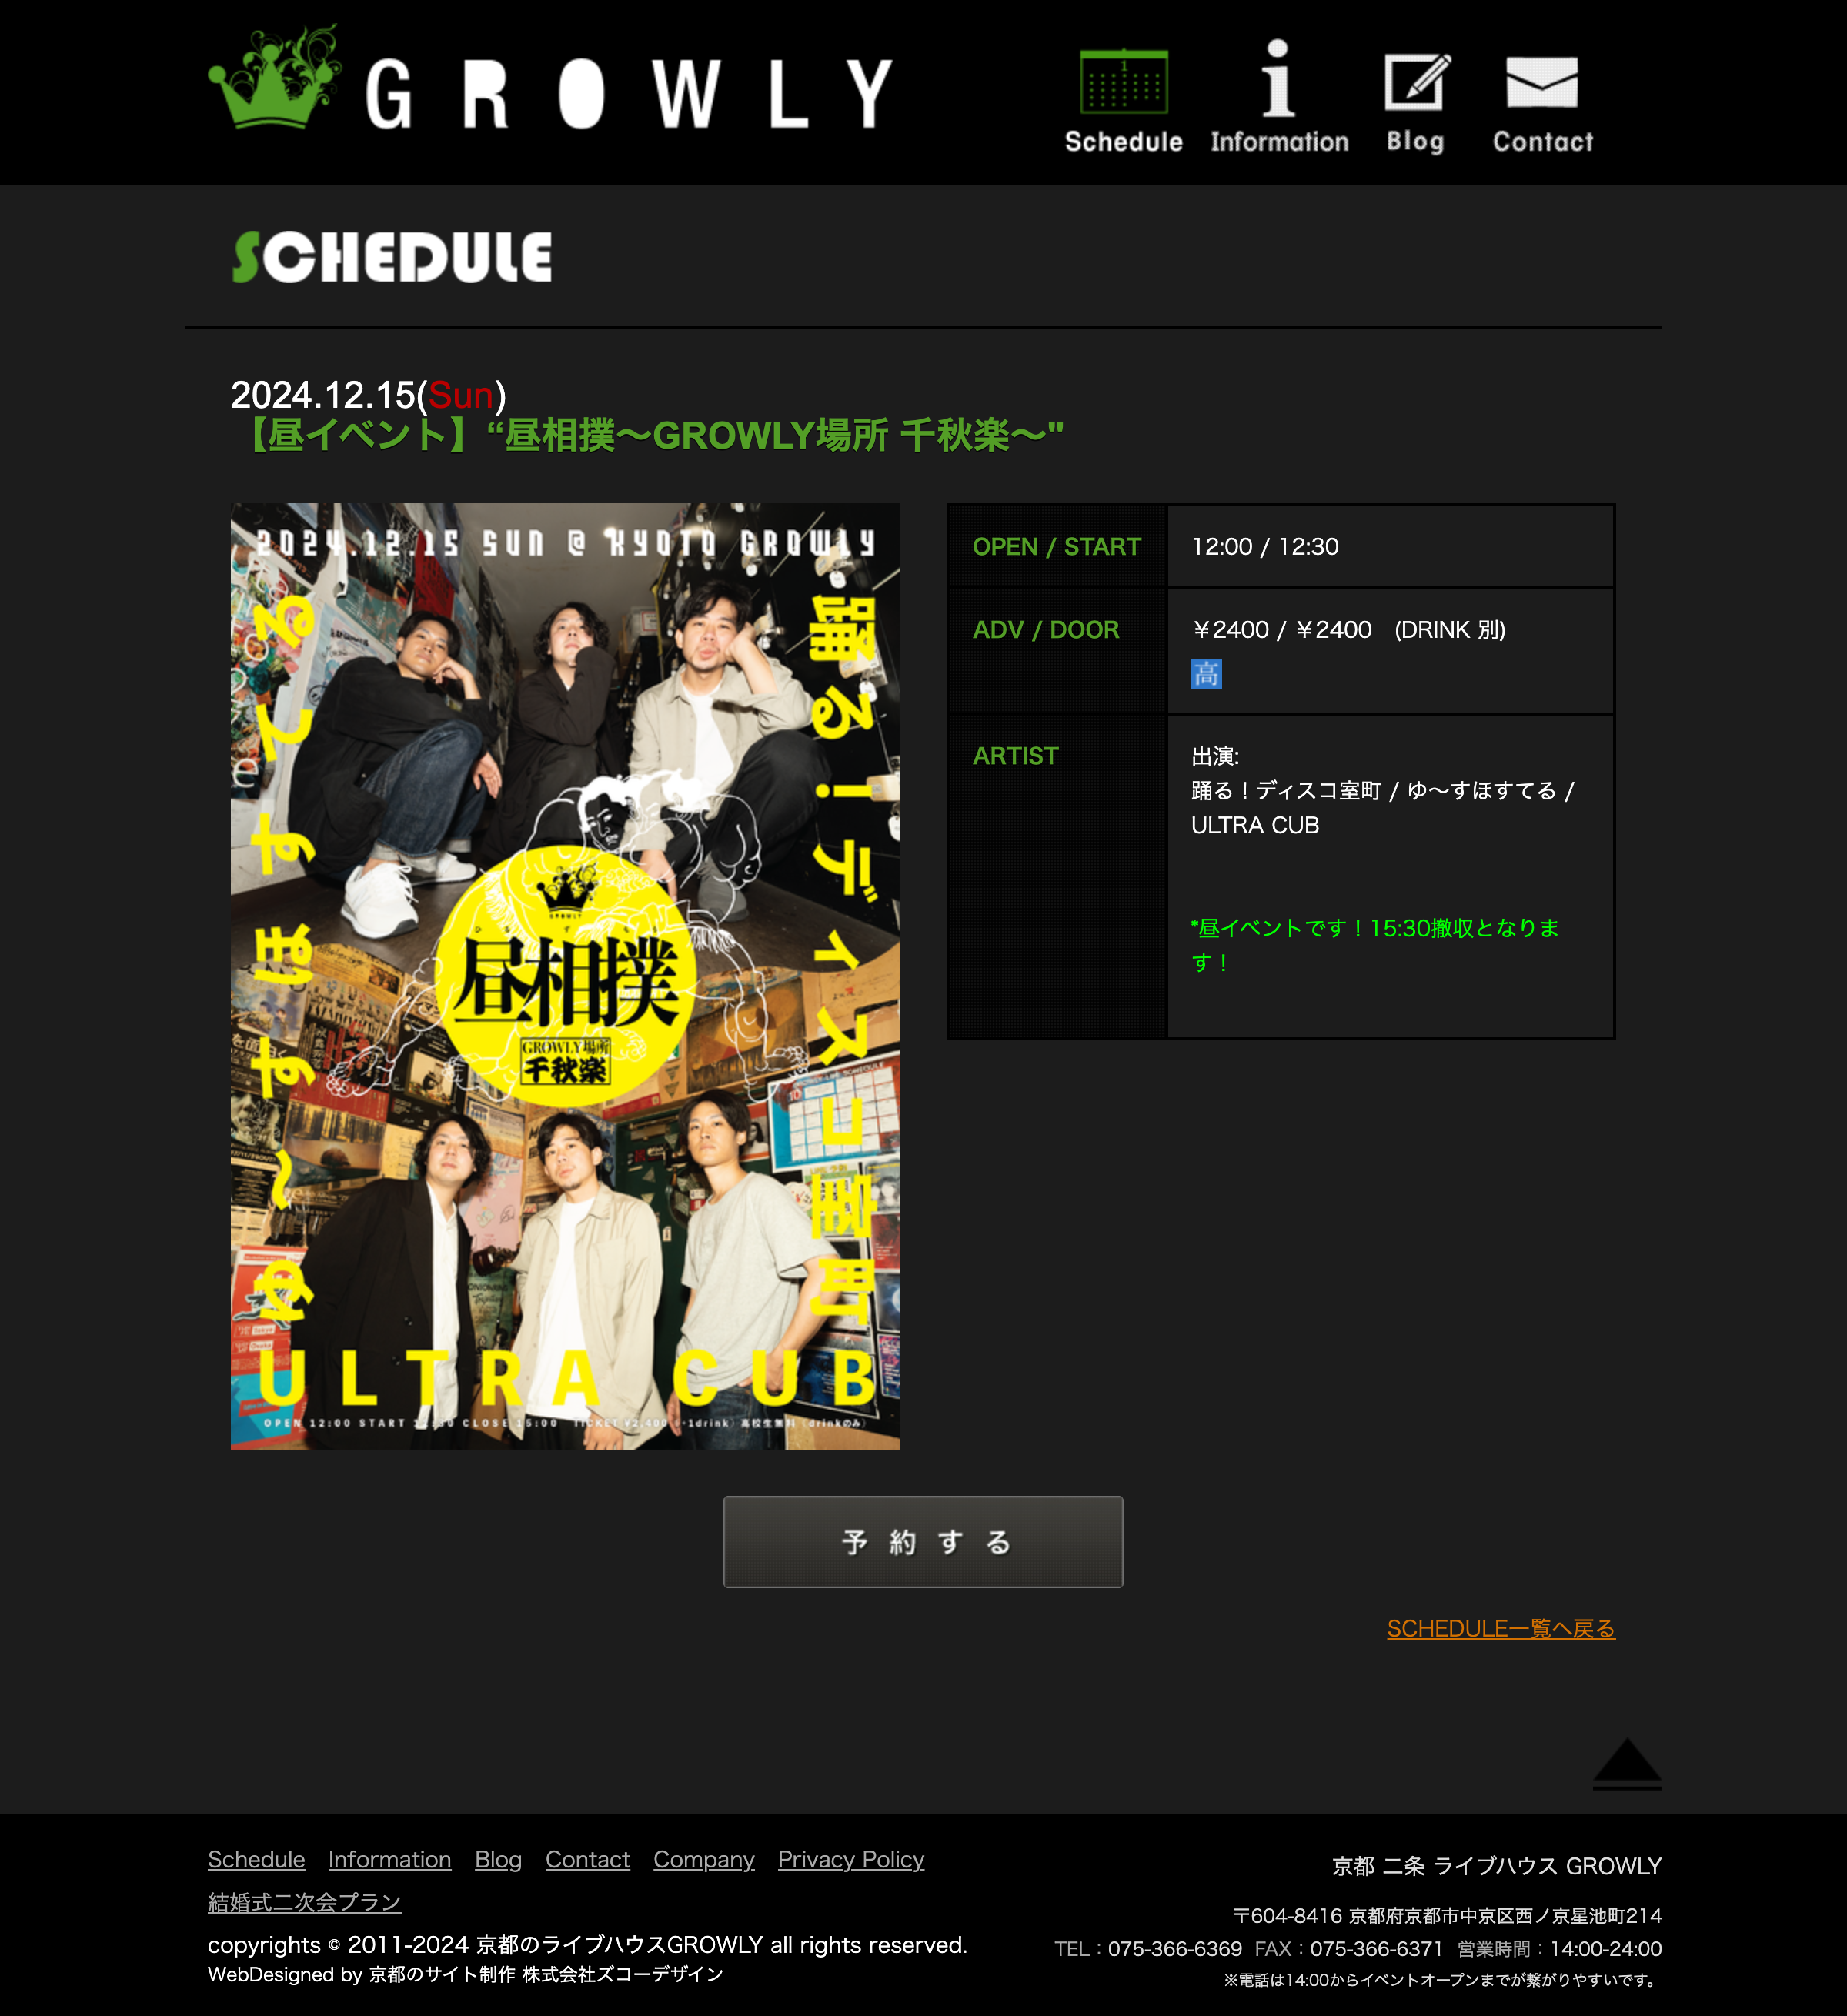 GROWLY
Schedule
Information
Blog
Contact
SCHEDULE
2024.12.15(Sun)
【昼イベント】“昼相撲〜GROWLY場所 千秋楽〜"
2024.12.15 SUN @ KYOTO GROWLY
踊る！ディスコ室町
ゆ〜すほすてる
GROWLY
ひるずもう
昼相撲
GROWLY場所
千秋楽
ULTRA CUB
OPEN 12:00 START 12:30 CLOSE 15:00 TICKET ¥2,400（+1drink）高校生無料（drinkのみ）
OPEN / START
12:00 / 12:30
ADV / DOOR
￥2400 / ￥2400　(DRINK 別)
高
ARTIST
出演:
踊る！ディスコ室町 / ゆ〜すほすてる /
ULTRA CUB
*昼イベントです！15:30撤収となりま
す！
予約する
SCHEDULE一覧へ戻る
Schedule Information Blog Contact Company Privacy Policy
結婚式二次会プラン
copyrights © 2011-2024 京都のライブハウスGROWLY all rights reserved.
WebDesigned by 京都のサイト制作 株式会社ズコーデザイン
京都 二条 ライブハウス GROWLY
〒604-8416 京都府京都市中京区西ノ京星池町214
TEL：075-366-6369 FAX：075-366-6371 営業時間：14:00-24:00
※電話は14:00からイベントオープンまでが繋がりやすいです。